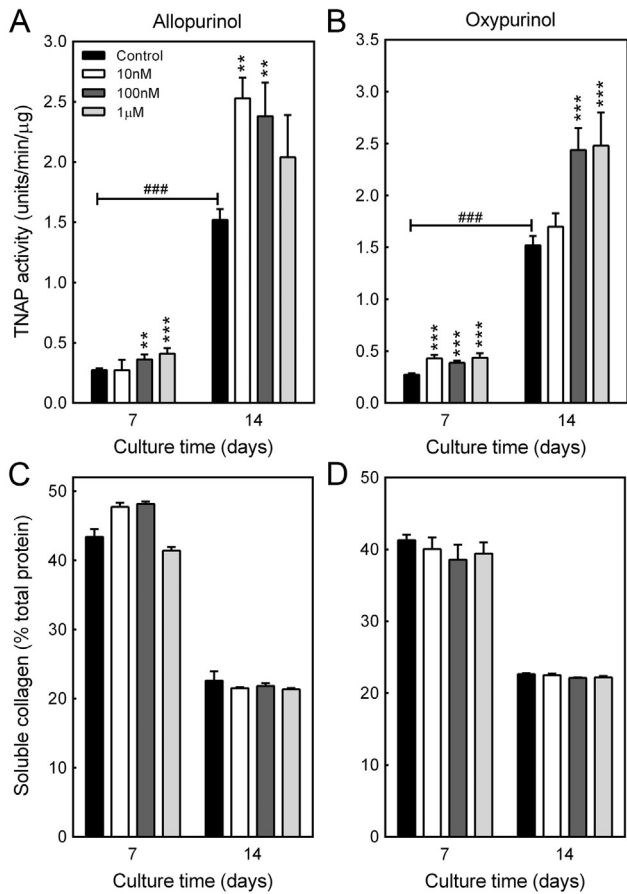 A
Allopurinol
TNAP activity (units/min/μg)
3.0
2.5
2.0
1.5
1.0
0.5
0.0
Control
10nM
100nM
1μM
###
**
***
**
**
7
14
Culture time (days)
B
Oxypurinol
3.5
3.0
2.5
2.0
1.5
1.0
0.5
0.0
###
***
***
***
***
***
7
14
Culture time (days)
C
Soluble collagen (% total protein)
50
40
30
20
10
0
7
14
Culture time (days)
D
50
40
30
20
10
0
7
14
Culture time (days)